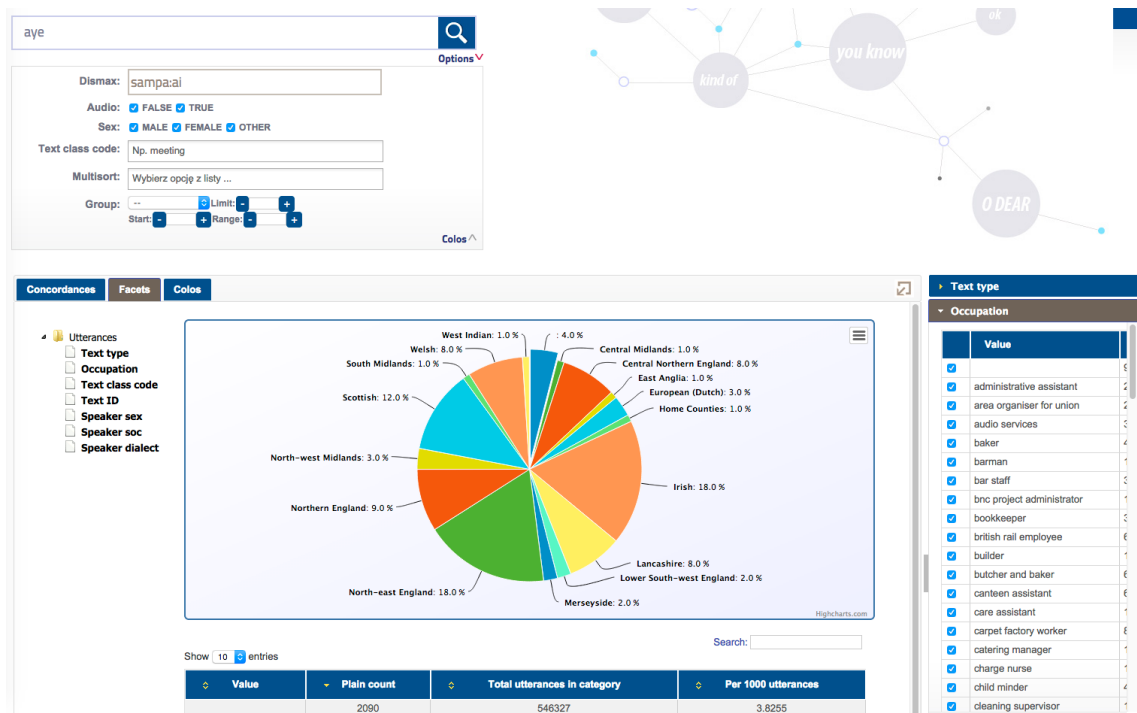 aye
Options
Dismax: sampa:ai
Audio: FALSE TRUE
Sex: MALE FEMALE OTHER
Text class code: Np. meeting
Multisort: Wybierz opcję z listy ...
Group: -- Limit: - +
Start: - + Range: - +
Colos
ok
you know
kind of
O DEAR
Concordances Facets Colos
Utterances
Text type
Occupation
Text class code
Text ID
Speaker sex
Speaker soc
Speaker dialect
West Indian: 1.0 %
: 4.0 %
Welsh: 8.0 %
Central Midlands: 1.0 %
South Midlands: 1.0 %
Central Northern England: 8.0 %
East Anglia: 1.0 %
Scottish: 12.0 %
European (Dutch): 3.0 %
Home Counties: 1.0 %
North-west Midlands: 3.0 %
Irish: 18.0 %
Northern England: 9.0 %
Lancashire: 8.0 %
Lower South-west England: 2.0 %
North-east England: 18.0 %
Merseyside: 2.0 %
Highcharts.com
Search:
Show 10 entries
Value Plain count Total utterances in category Per 1000 utterances
2090 546327 3.8255
Text type
Occupation
Value
administrative assistant
area organiser for union
audio services
baker
barman
bar staff
bnc project administrator
bookkeeper
british rail employee
builder
butcher and baker
canteen assistant
care assistant
carpet factory worker
catering manager
charge nurse
child minder
cleaning supervisor